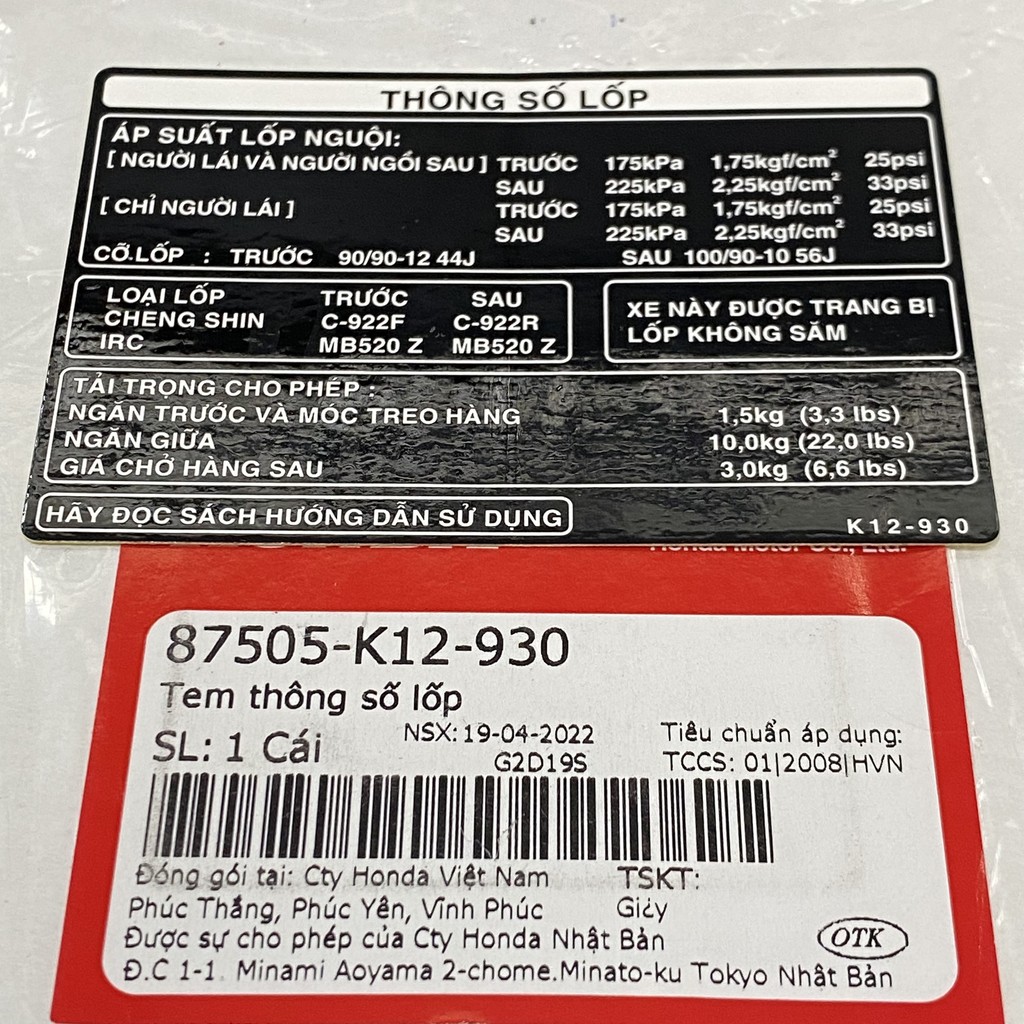 THÔNG SỐ LỐP
ÁP SUẤT LỐP NGUỘI:
[ NGƯỜI LÁI VÀ NGƯỜI NGỒI SAU ] TRƯỚC 175kPa 1,75kgf/cm² 25psi
SAU 225kPa 2,25kgf/cm² 33psi
[ CHỈ NGƯỜI LÁI ] TRƯỚC 175kPa 1,75kgf/cm² 25psi
SAU 225kPa 2,25kgf/cm² 33psi
CỠ LỐP : TRƯỚC 90/90-12 44J SAU 100/90-10 56J
LOẠI LỐP TRƯỚC SAU
CHENG SHIN C-922F C-922R
IRC MB520 Z MB520 Z
XE NÀY ĐƯỢC TRANG BỊ
LỐP KHÔNG SĂM
TẢI TRỌNG CHO PHÉP :
NGĂN TRƯỚC VÀ MÓC TREO HÀNG 1,5kg (3,3 lbs)
NGĂN GIỮA 10,0kg (22,0 lbs)
GIÁ CHỞ HÀNG SAU 3,0kg (6,6 lbs)
HÃY ĐỌC SÁCH HƯỚNG DẪN SỬ DỤNG
K12-930
Honda Motor Co., Ltd.
87505-K12-930
Tem thông số lốp
SL: 1 Cái
NSX: 19-04-2022
G2D19S
Tiêu chuẩn áp dụng:
TCCS: 01|2008|HVN
Đóng gói tại: Cty Honda Việt Nam
Phúc Thắng, Phúc Yên, Vĩnh Phúc
Được sự cho phép của Cty Honda Nhật Bản
Đ.C 1-1 Minami Aoyama 2-chome.Minato-ku Tokyo Nhật Bản
TSKT:
Giấy
OTK